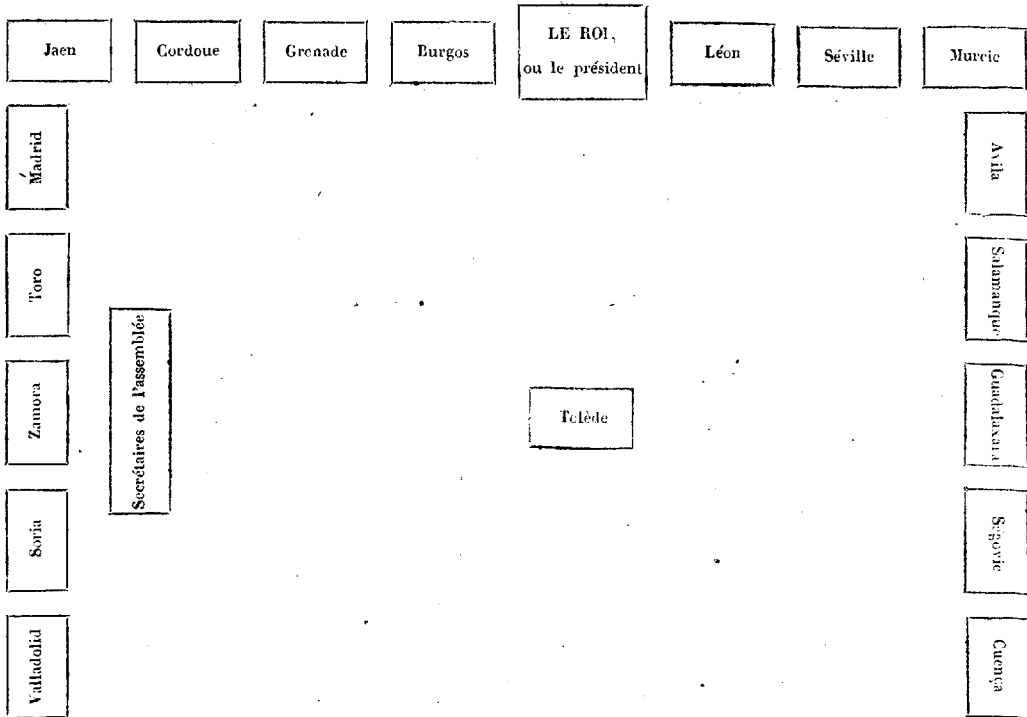 Jaen
Cordoue
Grenade
Burgos
LE ROI,
ou le président
Léon
Séville
Murcie
Madrid
Toro
Zamora
Soria
Valladolid
Secrétaires de l'assemblée
Tolède
Avila
Salamanque
Guadalaxara
Ségovie
Cuença